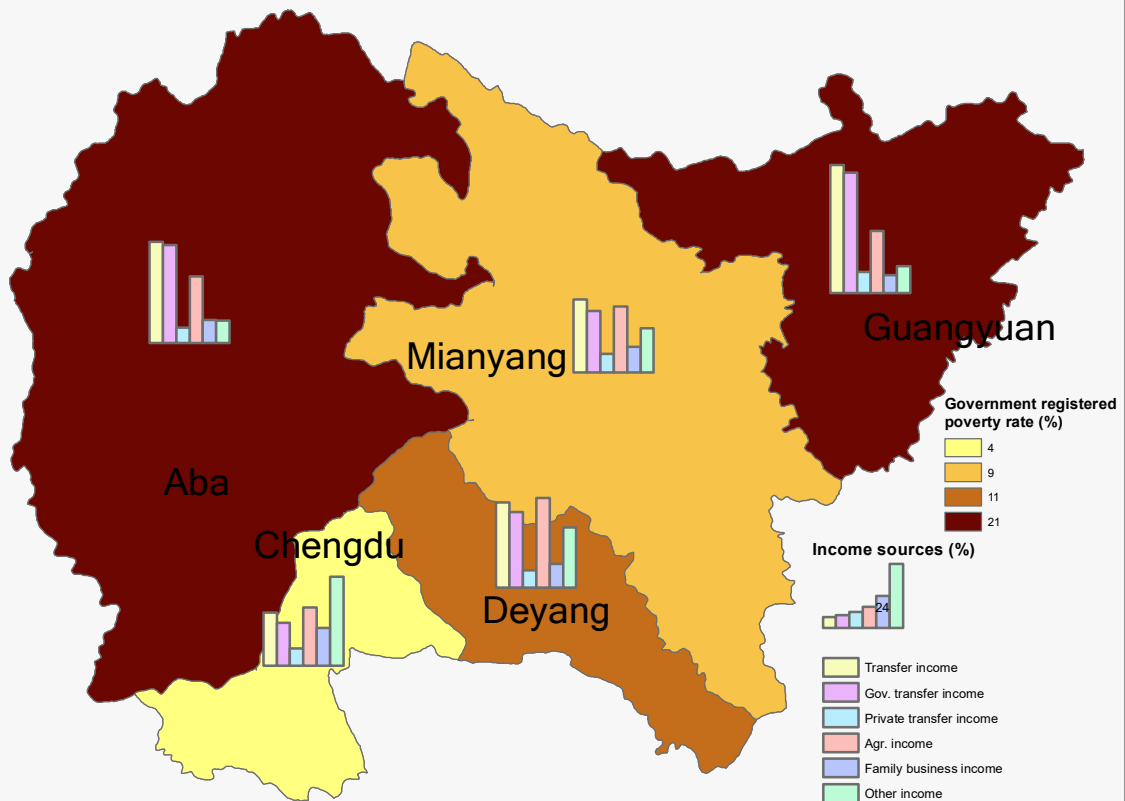 Guangyuan
Mianyang
Aba
Chengdu
Deyang
Government registered
poverty rate (%)
4
9
11
21
Income sources (%)
24
Transfer income
Gov. transfer income
Private transfer income
Agr. income
Family business income
Other income